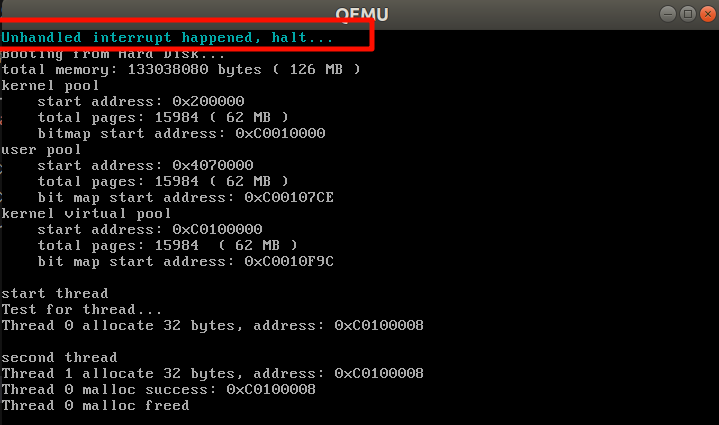 QEMU
Unhandled interrupt happened, halt...
Booting from Hard Disk...
total memory: 133038080 bytes ( 126 MB )
kernel pool
    start address: 0x200000
    total pages: 15984 ( 62 MB )
    bitmap start address: 0xC0010000
user pool
    start address: 0x4070000
    total pages: 15984 ( 62 MB )
    bit map start address: 0xC00107CE
kernel virtual pool
    start address: 0xC0100000
    total pages: 15984  ( 62 MB )
    bit map start address: 0xC0010F9C

start thread
Test for thread...
Thread 0 allocate 32 bytes, address: 0xC0100008

second thread
Thread 1 allocate 32 bytes, address: 0xC0100008
Thread 0 malloc success: 0xC0100008
Thread 0 malloc freed